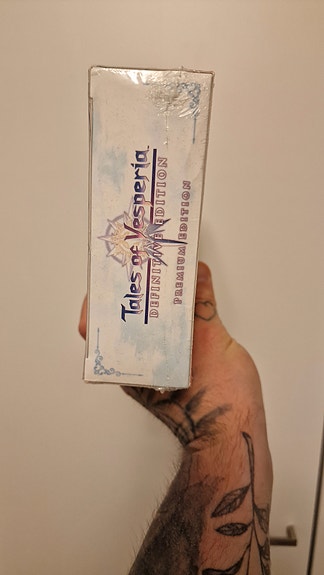 Tales of Vesperia
DEFINITIVE EDITION
PREMIUM EDITION